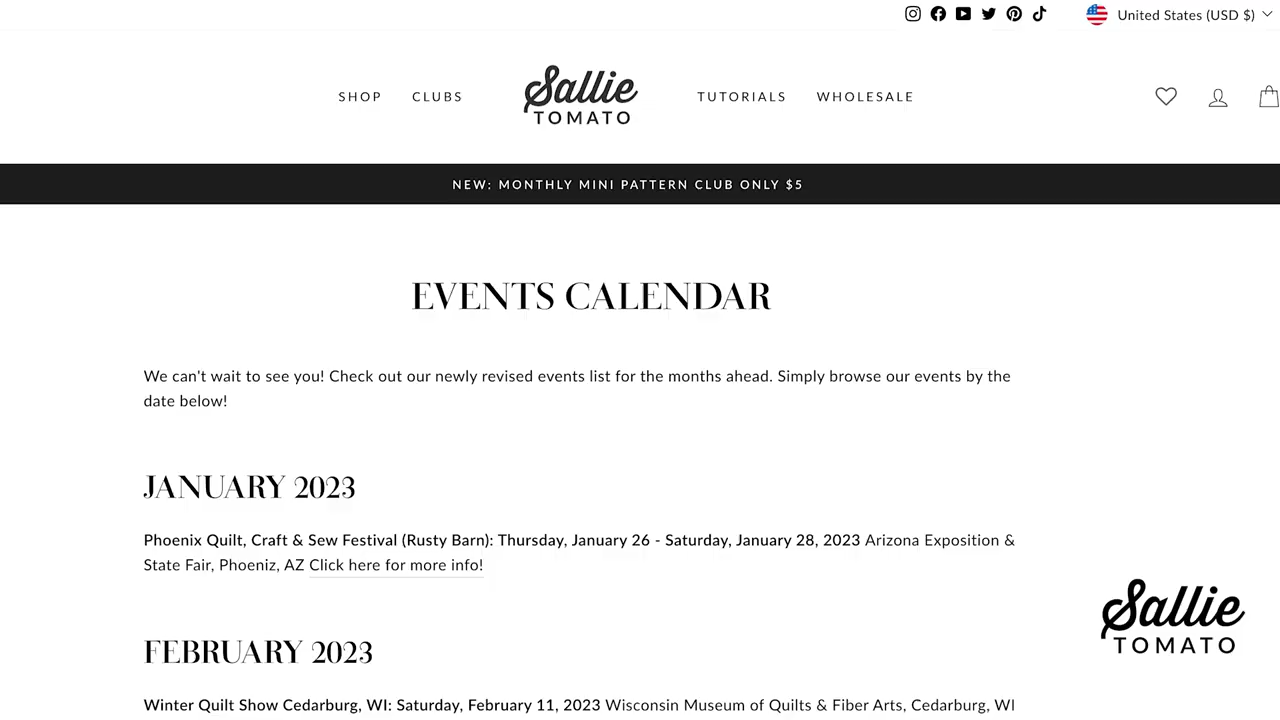 United States (USD $)
SHOP CLUBS Sallie TOMATO TUTORIALS WHOLESALE
NEW: MONTHLY MINI PATTERN CLUB ONLY $5
EVENTS CALENDAR
We can't wait to see you! Check out our newly revised events list for the months ahead. Simply browse our events by the
date below!
JANUARY 2023
Phoenix Quilt, Craft & Sew Festival (Rusty Barn): Thursday, January 26 - Saturday, January 28, 2023 Arizona Exposition &
State Fair, Phoeniz, AZ Click here for more info!
Sallie
TOMATO
FEBRUARY 2023
Winter Quilt Show Cedarburg, WI: Saturday, February 11, 2023 Wisconsin Museum of Quilts & Fiber Arts, Cedarburg, WI